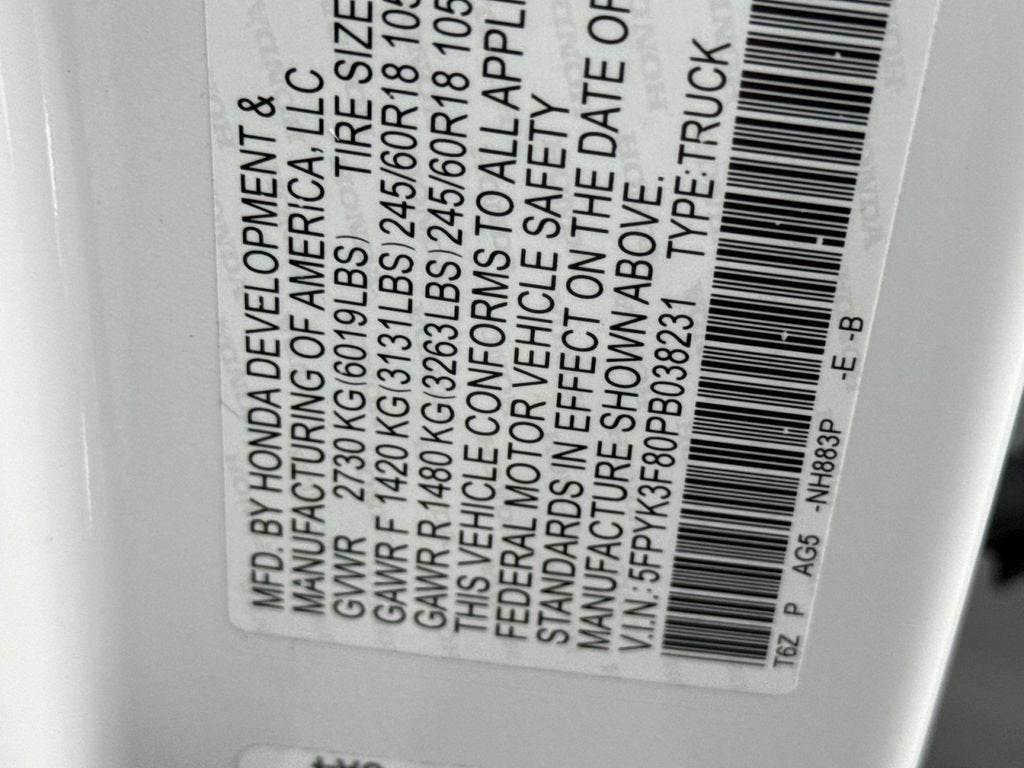 MFD. BY HONDA DEVELOPMENT &
MANUFACTURING OF AMERICA, LLC
GVWR 2730 KG(6019LBS) TIRE SIZE
GAWR F 1420 KG(3131LBS) 245/60R18 105
GAWR R 1480 KG(3263LBS) 245/60R18 105
THIS VEHICLE CONFORMS TO ALL APPLI
FEDERAL MOTOR VEHICLE SAFETY
STANDARDS IN EFFECT ON THE DATE OF
MANUFACTURE SHOWN ABOVE.
V.I.N.:5FPYK3F80PB038231 TYPE:TRUCK
T6Z P AG5 -NH883P -E -B